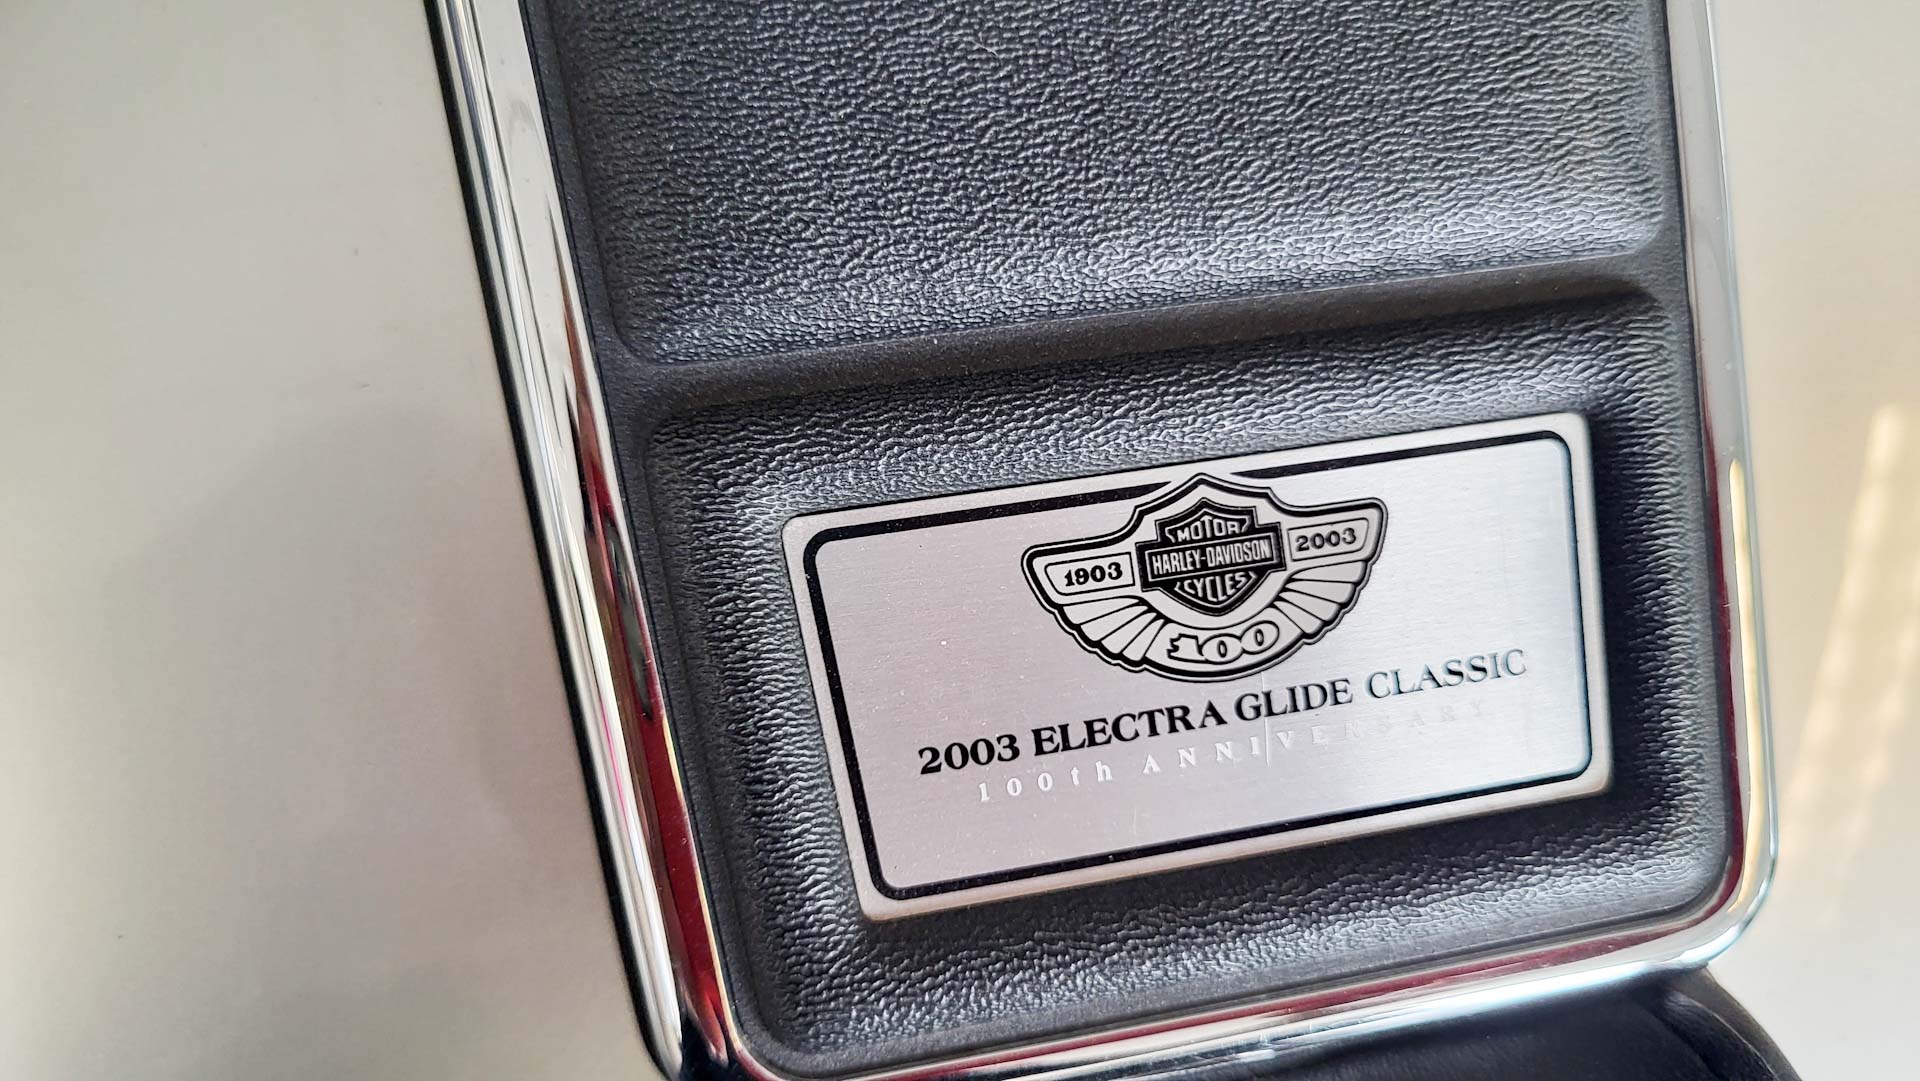 MOTOR
1903 HARLEY-DAVIDSON 2003
CYCLES
100
2003 ELECTRA GLIDE CLASSIC
100th ANNIVERSARY